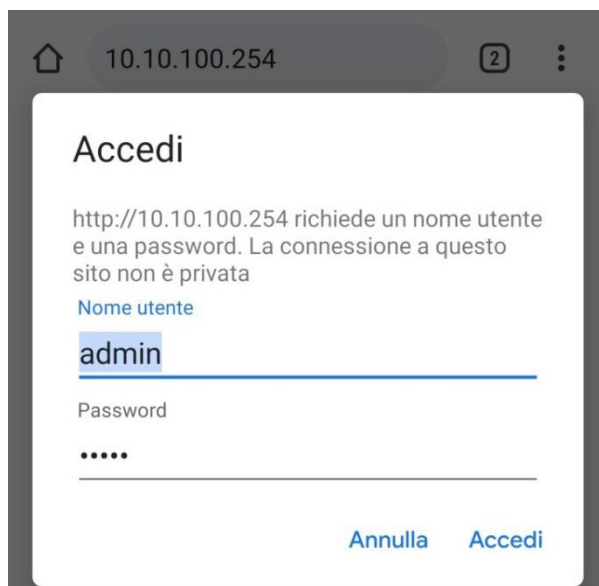 10.10.100.254
2
Accedi
http://10.10.100.254 richiede un nome utente
e una password. La connessione a questo
sito non è privata
Nome utente
admin
Password
•••••
Annulla
Accedi